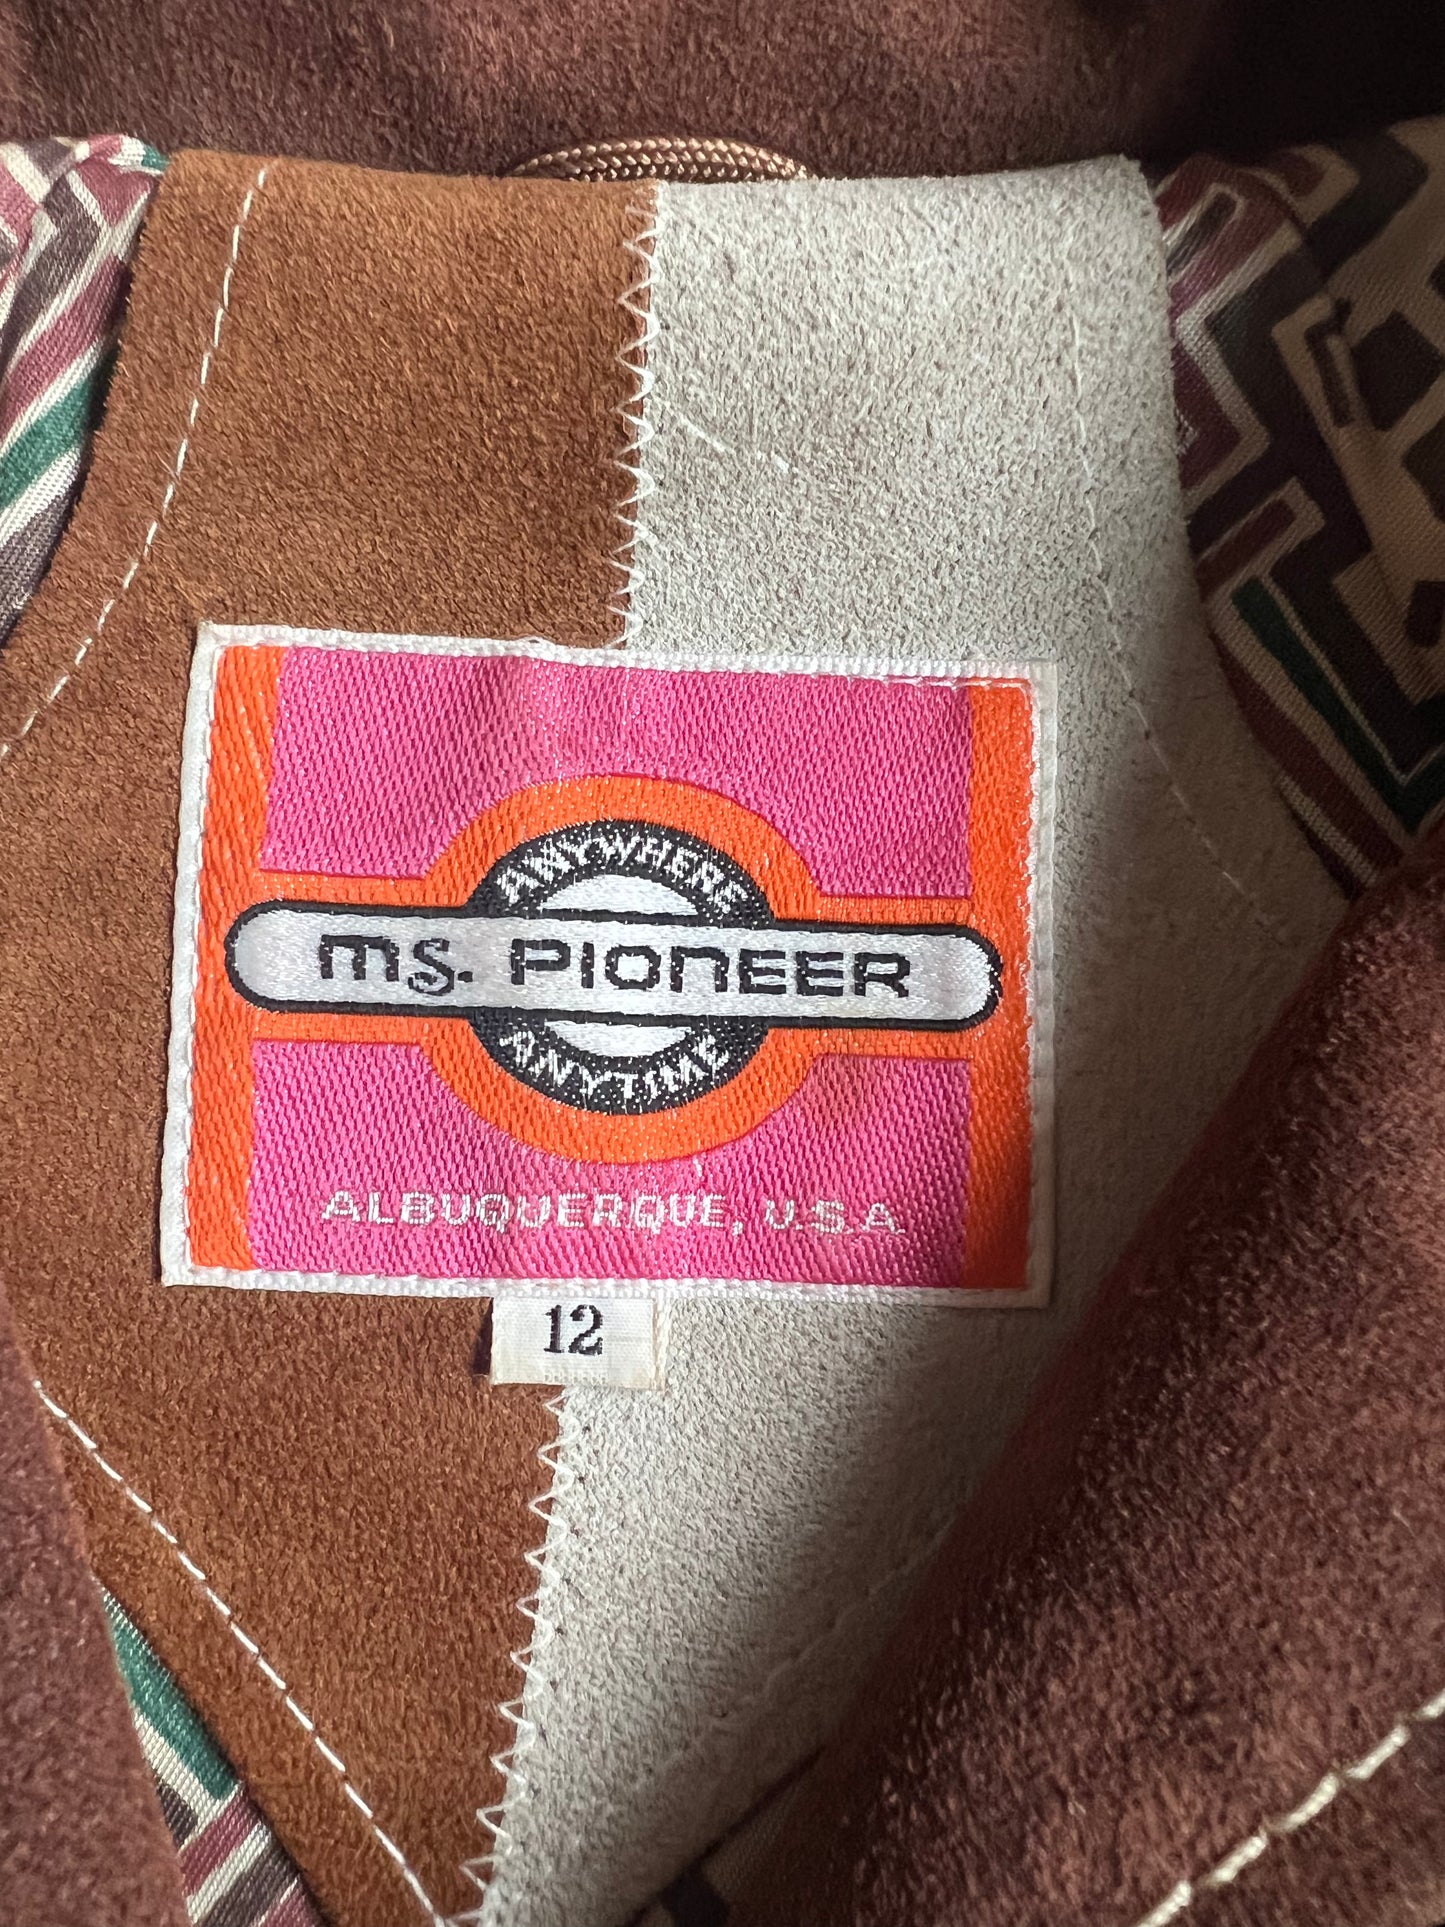 ANYWHERE
ms. PIONEER
ANYTIME
ALBUQUERQUE, U.S.A.
12